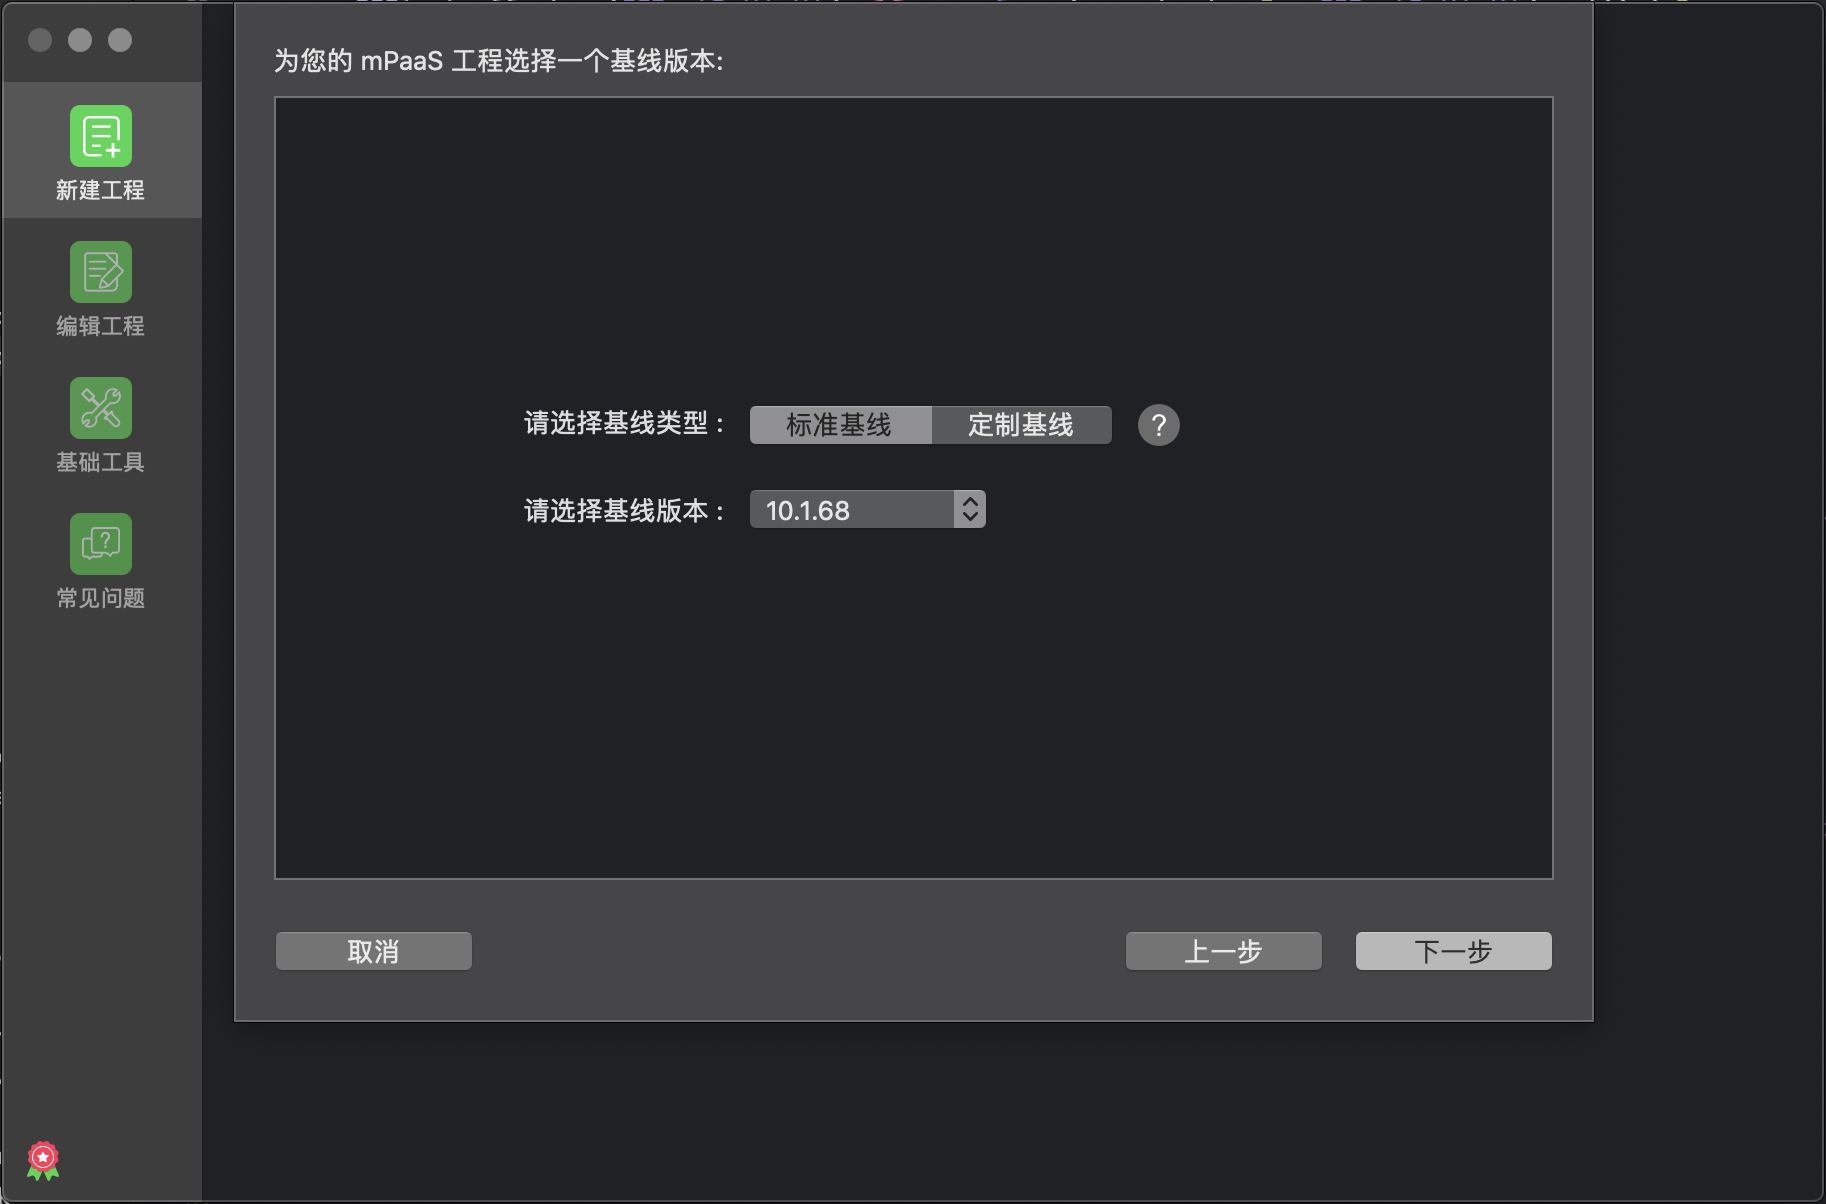 为您的 mPaaS 工程选择一个基线版本:
新建工程
编辑工程
基础工具
常见问题
请选择基线类型：
标准基线
定制基线
?
请选择基线版本：
10.1.68
取消
上一步
下一步